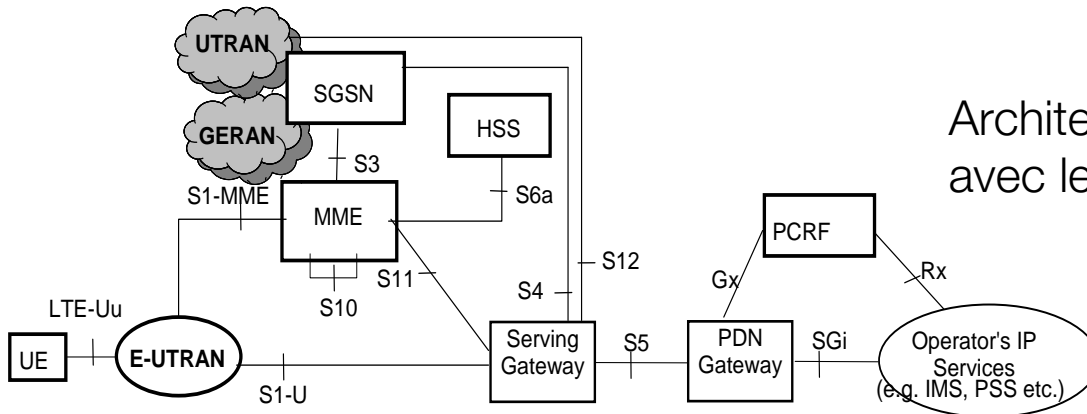 UTRAN
SGSN
GERAN
HSS
Archite
avec le
S3
S6a
S1-MME
MME
PCRF
S11
S12
S10
S4
Gx
Rx
LTE-Uu
UE
E-UTRAN
S1-U
Serving
Gateway
S5
PDN
Gateway
SGi
Operator's IP
Services
(e.g. IMS, PSS etc.)